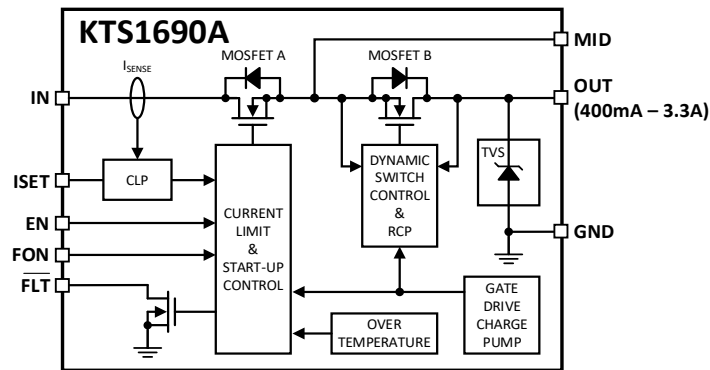 KTS1690A
MOSFET A
MOSFET B
MID
ISENSE
IN
OUT
(400mA – 3.3A)
TVS
ISET
CLP
DYNAMIC
SWITCH
CONTROL
&
RCP
EN
CURRENT
LIMIT
&
START-UP
CONTROL
GND
FON
FLT
GATE
DRIVE
CHARGE
PUMP
OVER
TEMPERATURE